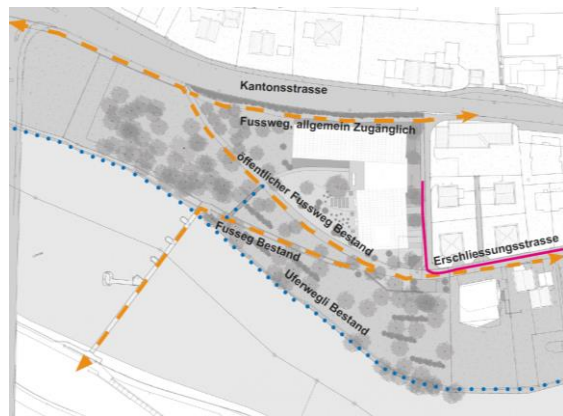 Kantonsstrasse
Fussweg, allgemein Zugänglich
öffentlicher Fussweg Bestand
Erschliessungsstrasse
Fusseg Bestand
Uferwegli Bestand